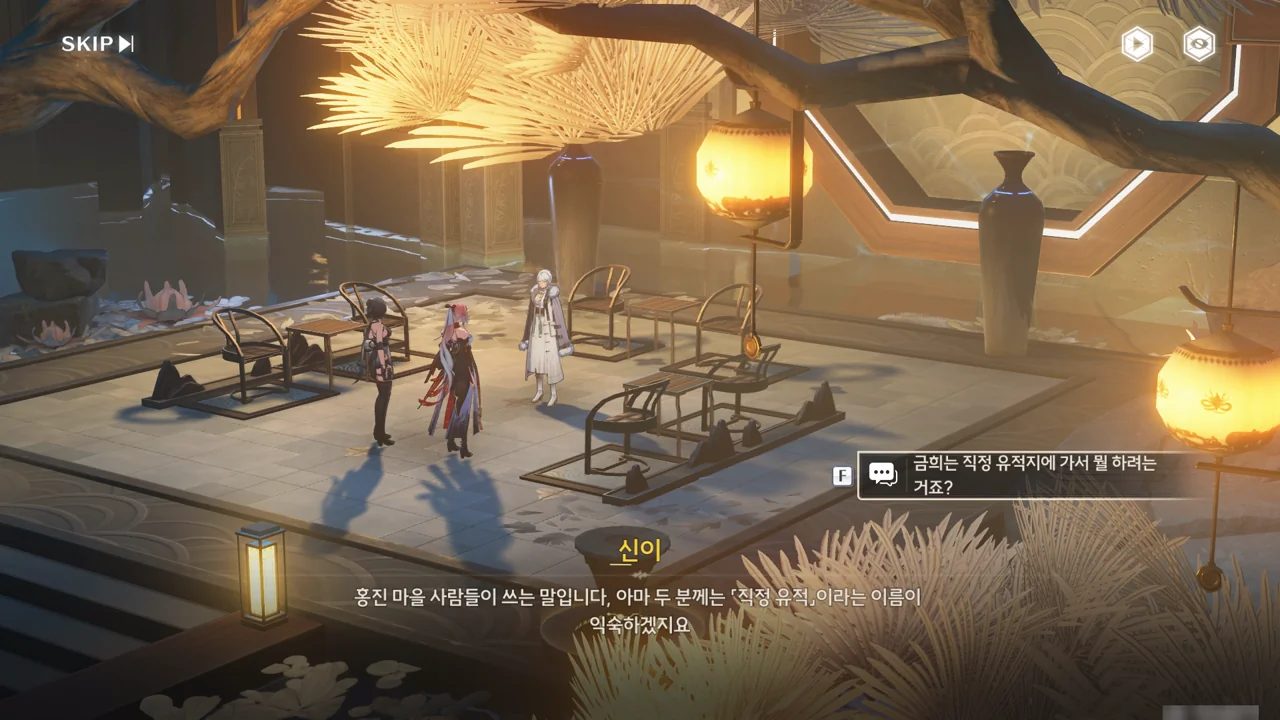 SKIP
금희는 직정 유적지에 가서 뭘 하려는
거죠?
F
신이
홍진 마을 사람들이 쓰는 말입니다, 아마 두 분께는 「직정 유적」이라는 이름이
익숙하겠지요